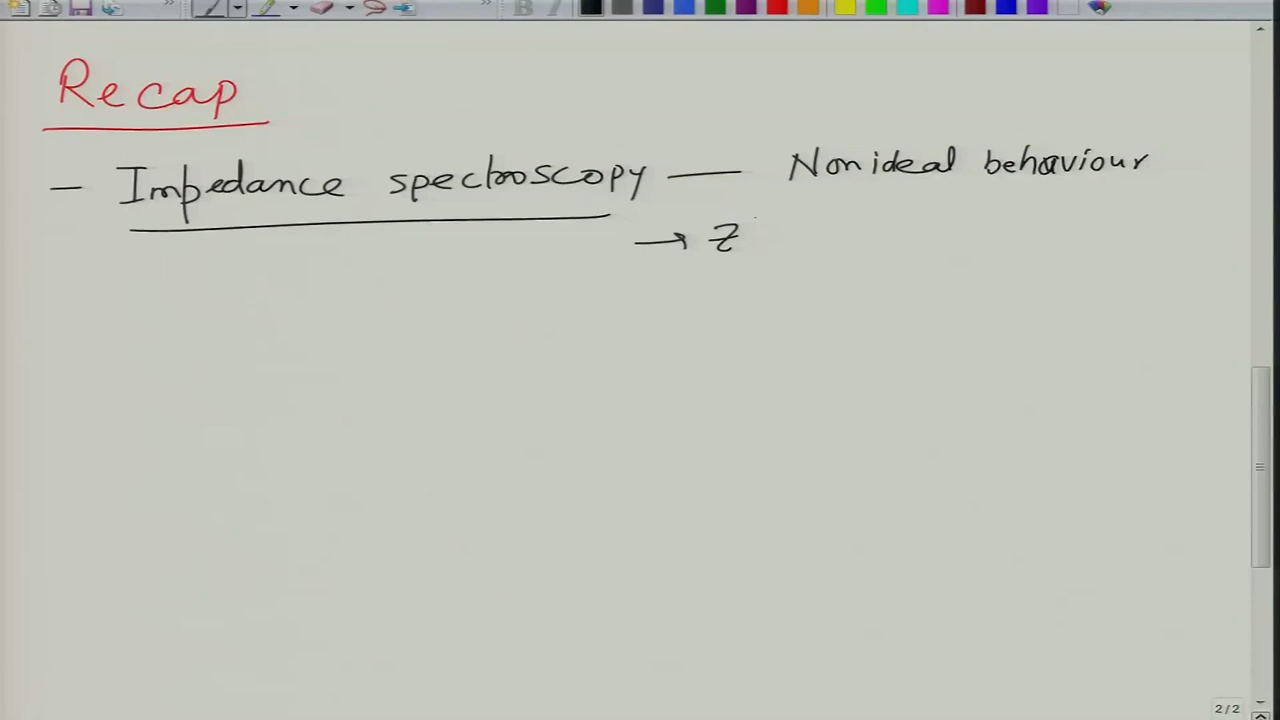 Recap
- Impedance spectroscopy — Nonideal behaviour
→ Z
2/2